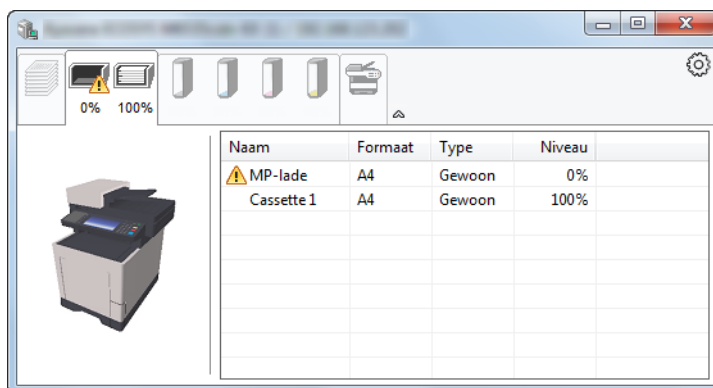 0% 100%
Naam Formaat Type Niveau
MP-lade A4 Gewoon 0%
Cassette 1 A4 Gewoon 100%